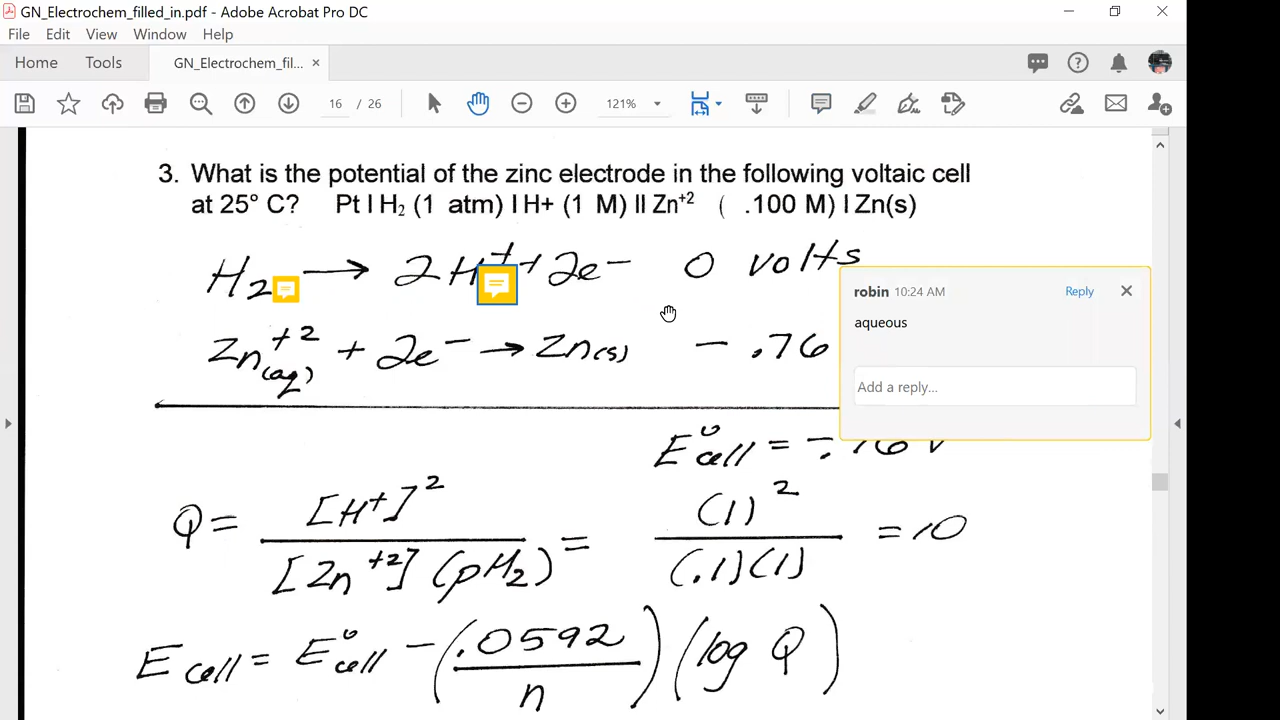 GN_Electrochem_filled_in.pdf - Adobe Acrobat Pro DC
File Edit View Window Help
Home Tools GN_Electrochem_fil... ×
16 / 26 121%
3. What is the potential of the zinc electrode in the following voltaic cell
at 25° C? Pt l H₂ (1 atm) l H+ (1 M) ll Zn⁺² ( .100 M) l Zn(s)
H₂ → 2H⁺ + 2e⁻ 0 volts
Zn⁺²(aq) + 2e⁻ → Zn(s) - .76
robin 10:24 AM Reply
aqueous
Add a reply...
E°cell = -.76 V
Q = [H⁺]² / [Zn⁺²] (pH₂) = (1)² / (.1)(1) = 10
Ecell = E°cell - (.0592 / n) (log Q)